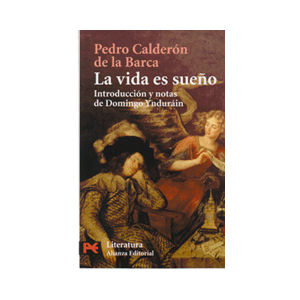 Pedro Calderón
de la Barca
La vida es sueño
Introducción y notas
de Domingo Ynduráin
Literatura
Alianza Editorial